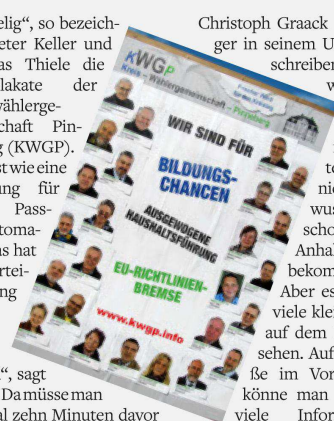 elig“, so bezeich-
eter Keller und
as Thiele die
lakate der
wählerge-
chaft Pin-
g (KWGP).
st wie eine
ng für
Pass-
toma-
as hat
rtei-
ng
“, sagt
Da müsse man
al zehn Minuten davor
KWGP
Kreis - Wählergemeinschaft - Pinneberg
WIR SIND FÜR
BILDUNGS-
CHANCEN
AUSGEWOGENE
HAUSHALTSFÜHRUNG
EU-RICHTLINIEN-
BREMSE
www.kwgp.info
Christoph Graack
ger in seinem U
schreiben
w
te
nie
wus
scho
Anhal
bekom
Aber es
viele klei
auf dem
sehen. Auf
ße im Vor
könne man
viele Infor